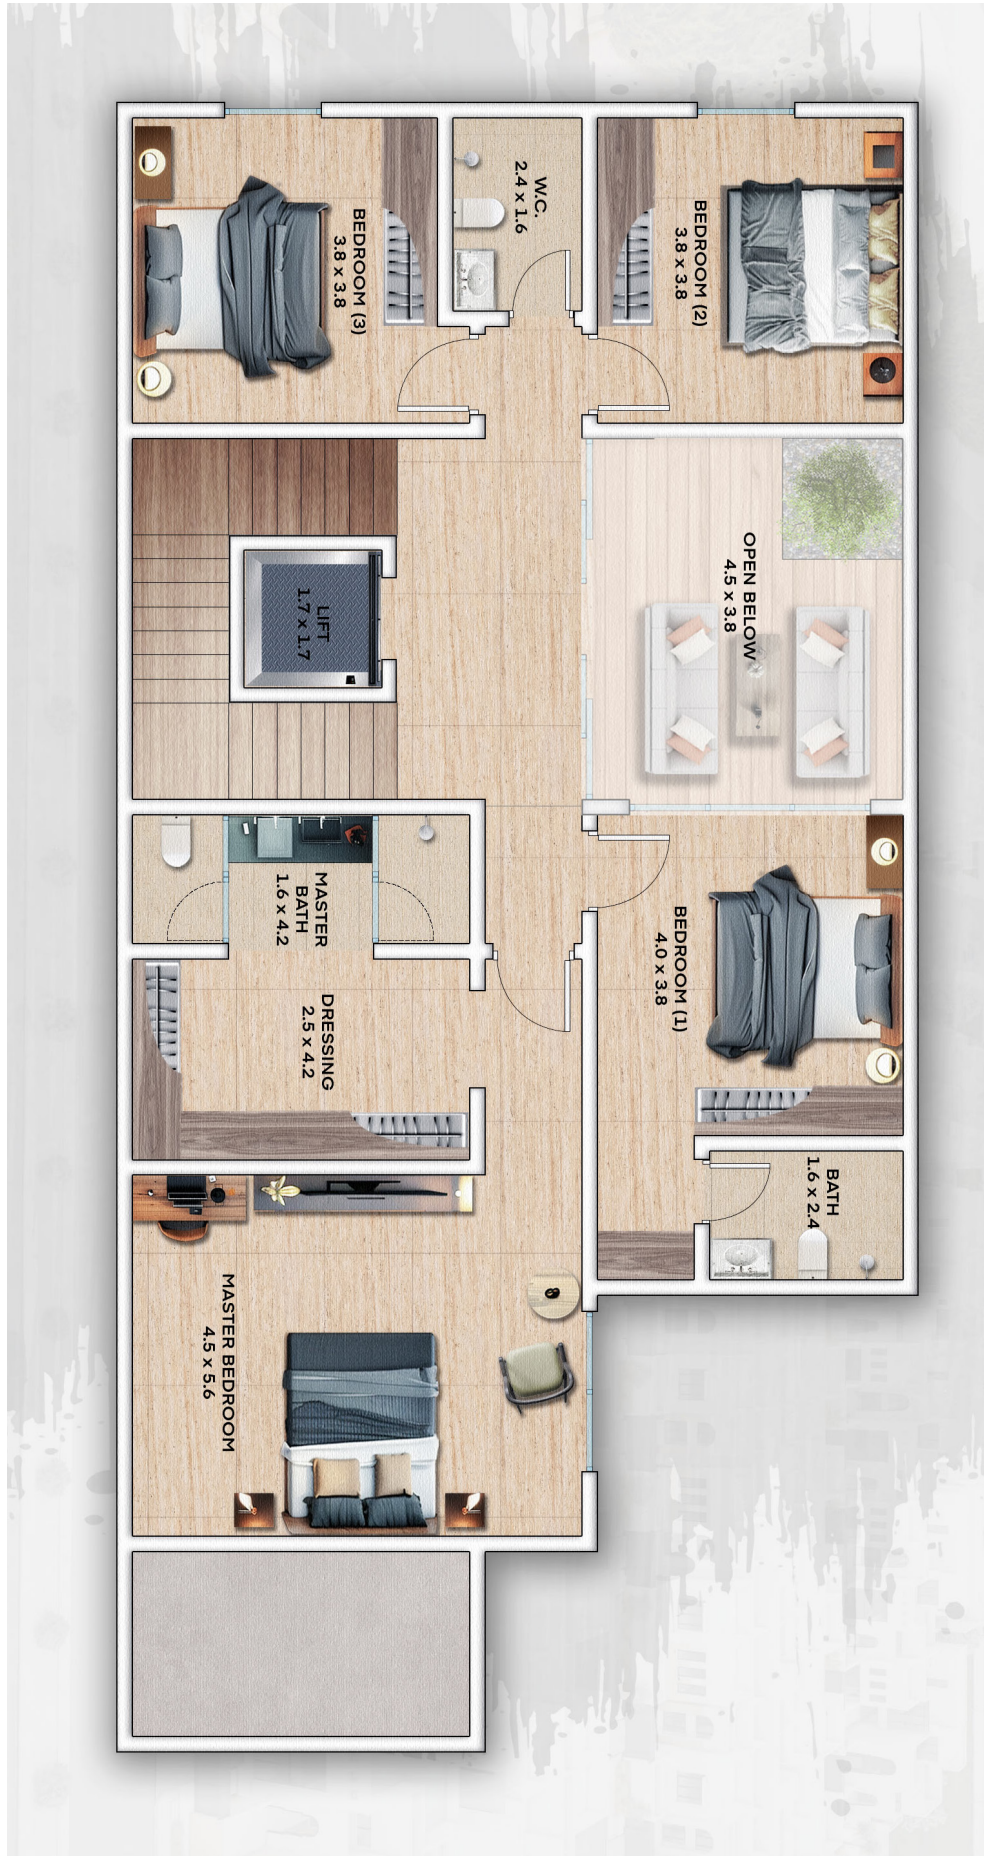 BEDROOM (3)
3.8 x 3.8
W.C.
2.4 x 1.6
BEDROOM (2)
3.8 x 3.8
OPEN BELOW
4.5 x 3.8
LIFT
1.7 x 1.7
MASTER
BATH
1.6 x 4.2
BEDROOM (1)
4.0 x 3.8
DRESSING
2.5 x 4.2
BATH
1.6 x 2.4
MASTER BEDROOM
4.5 x 5.6